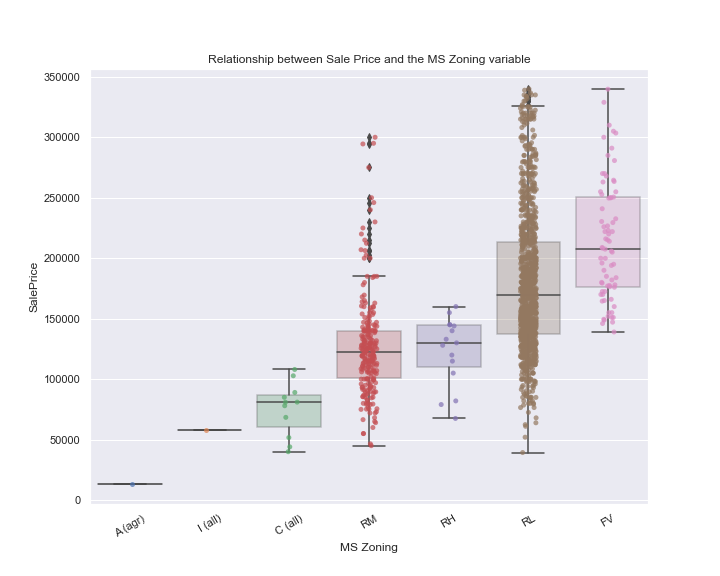 Relationship between Sale Price and the MS Zoning variable
350000
300000
250000
200000
150000
100000
50000
0
SalePrice
A (agr)
I (all)
C (all)
RM
RH
RL
FV
MS Zoning